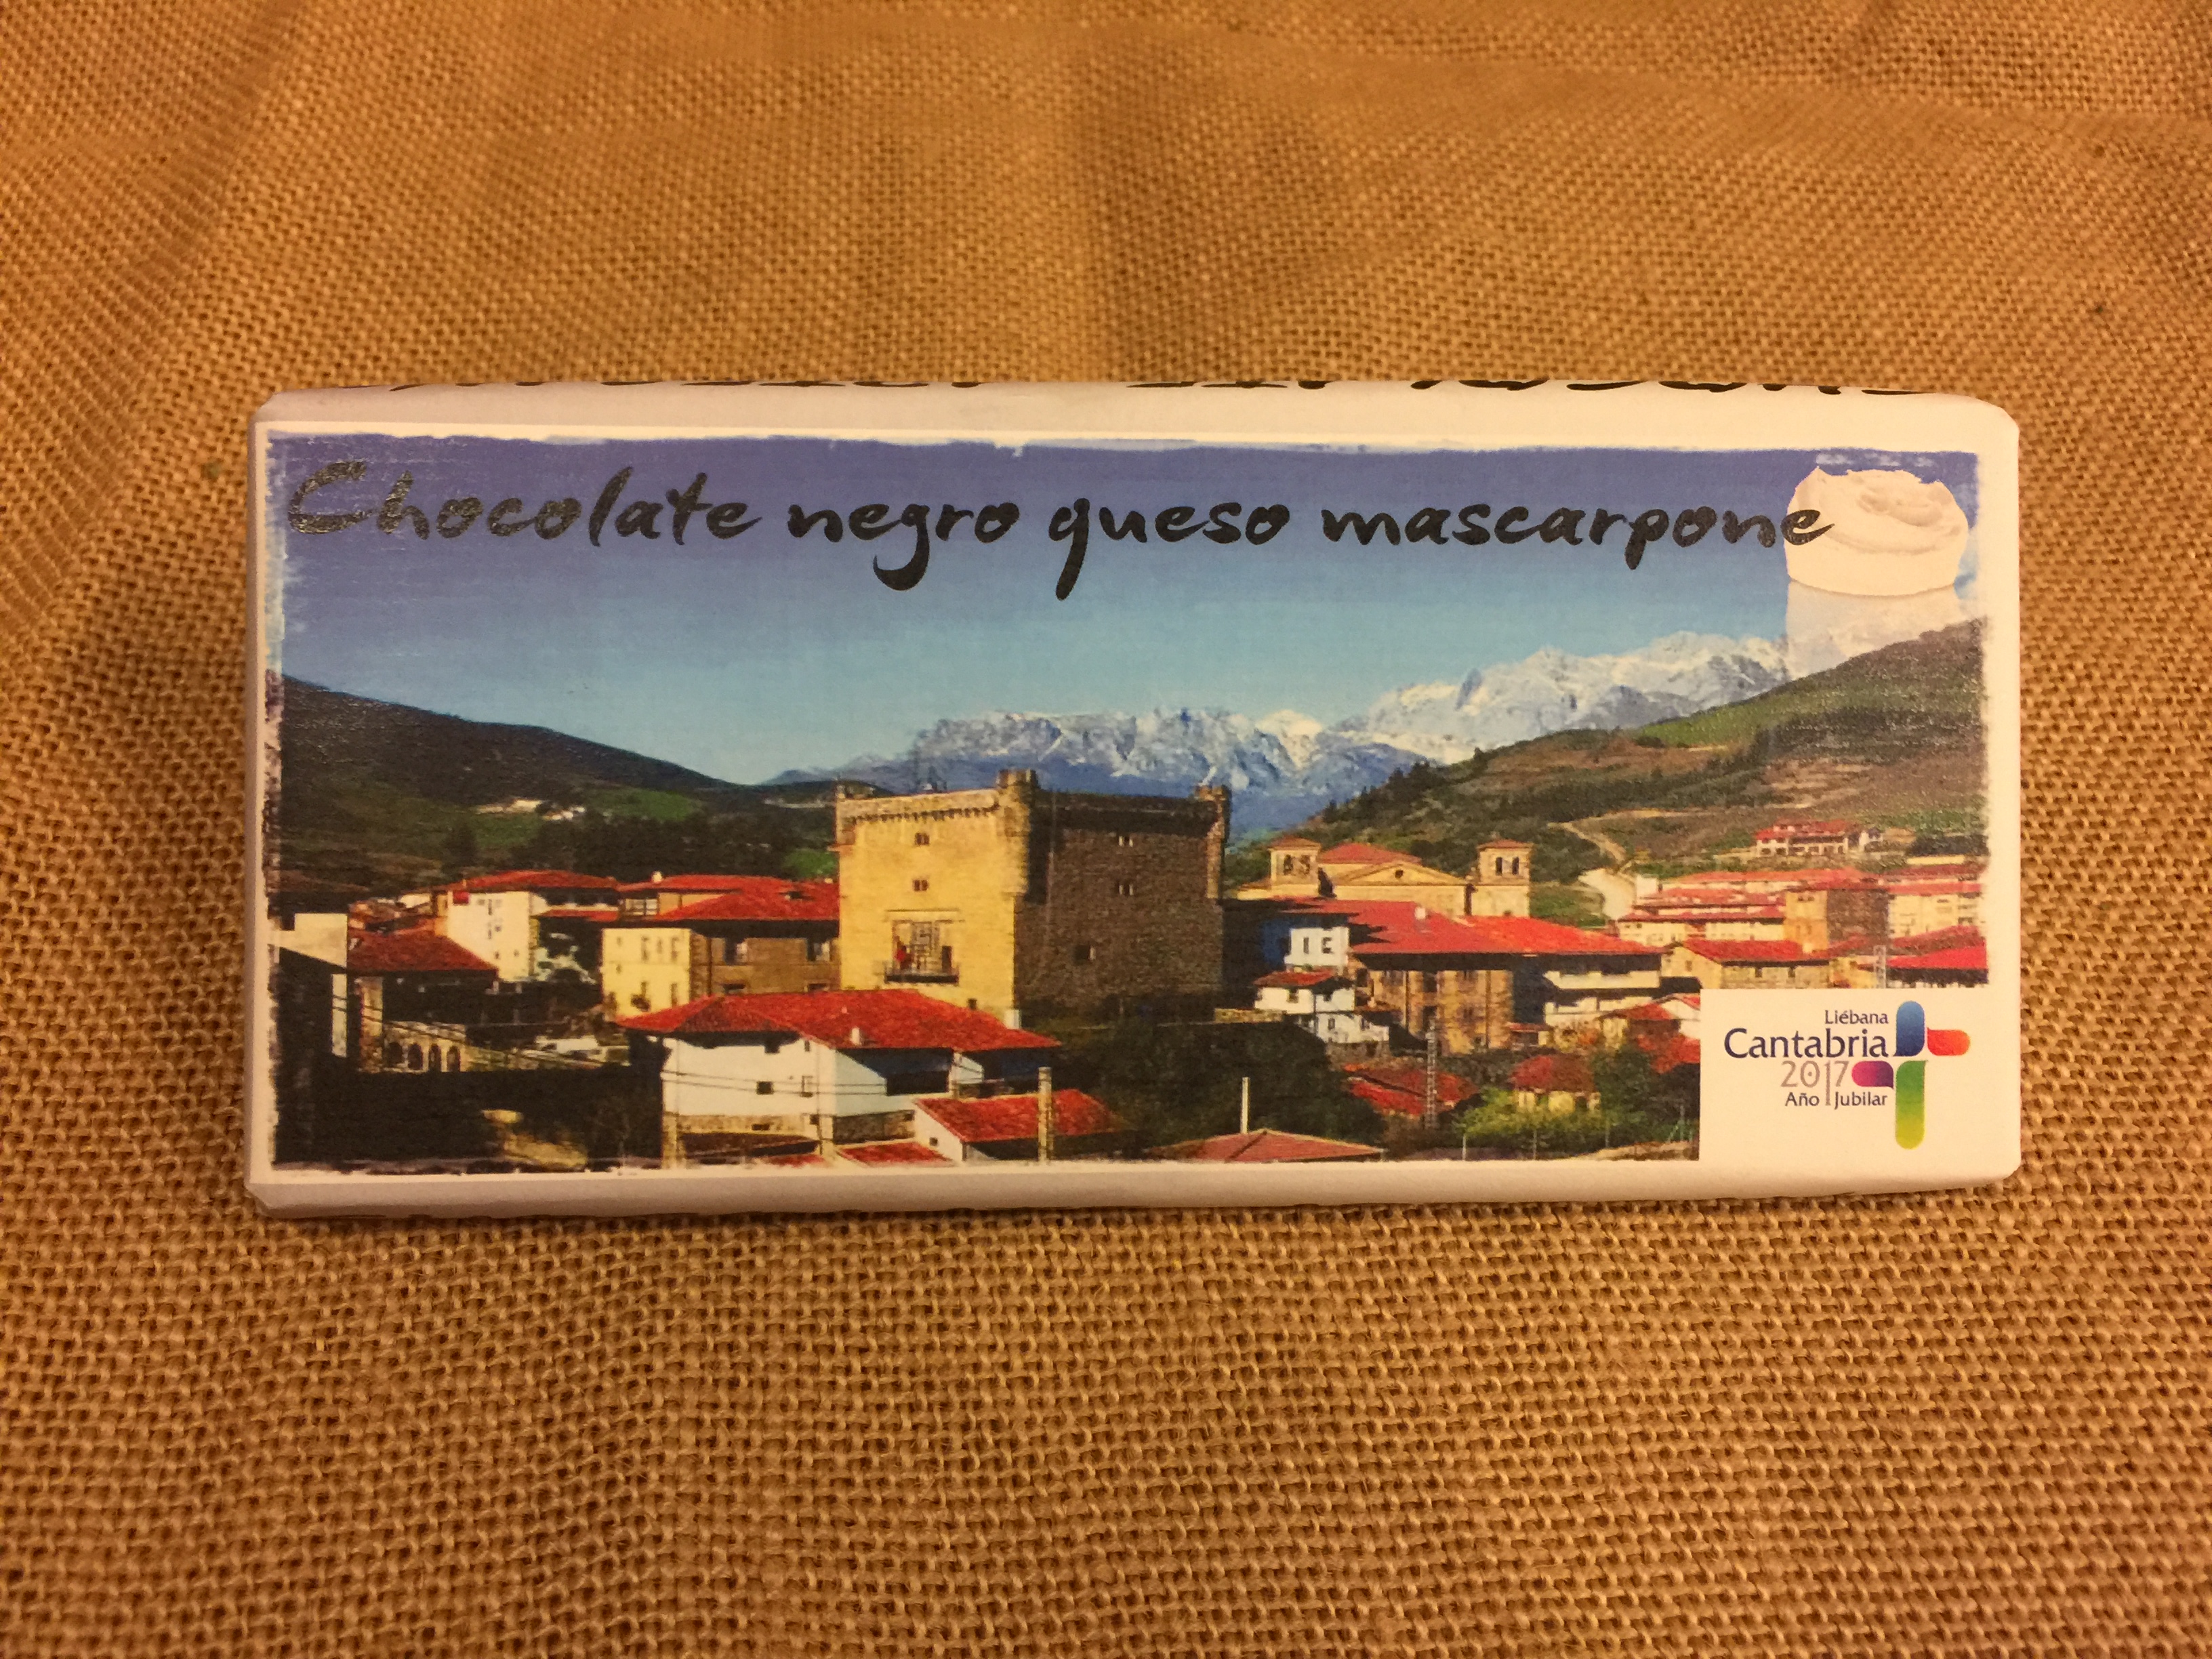 Chocolate negro queso mascarpone
Liébana
Cantabria
2017
Año Jubilar